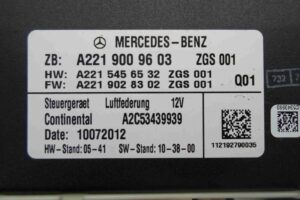 MERCEDES-BENZ
ZB: A221 900 96 03 ZGS 001
HW: A221 545 65 32 ZGS 001
FW: A221 902 83 02 ZGS 001 Q01
Steuergeraet Luftfederung 12V
Continental A2C53439939
Date: 10072012
HW-Stand: 05-41 SW-Stand: 10-38-00
112192790035